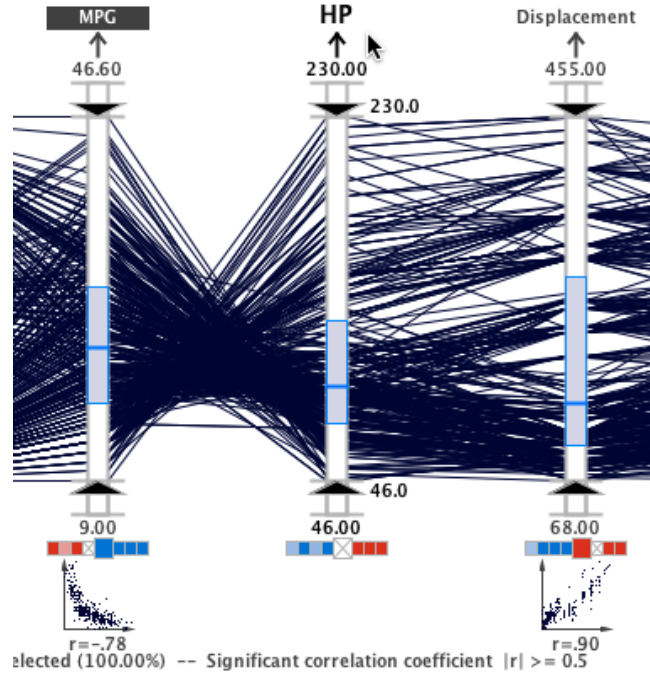 MPG HP Displacement
46.60 230.00 455.00
230.0
46.0
9.00 46.00 68.00
r=-.78 r=.90
elected (100.00%) -- Significant correlation coefficient |r| >= 0.5